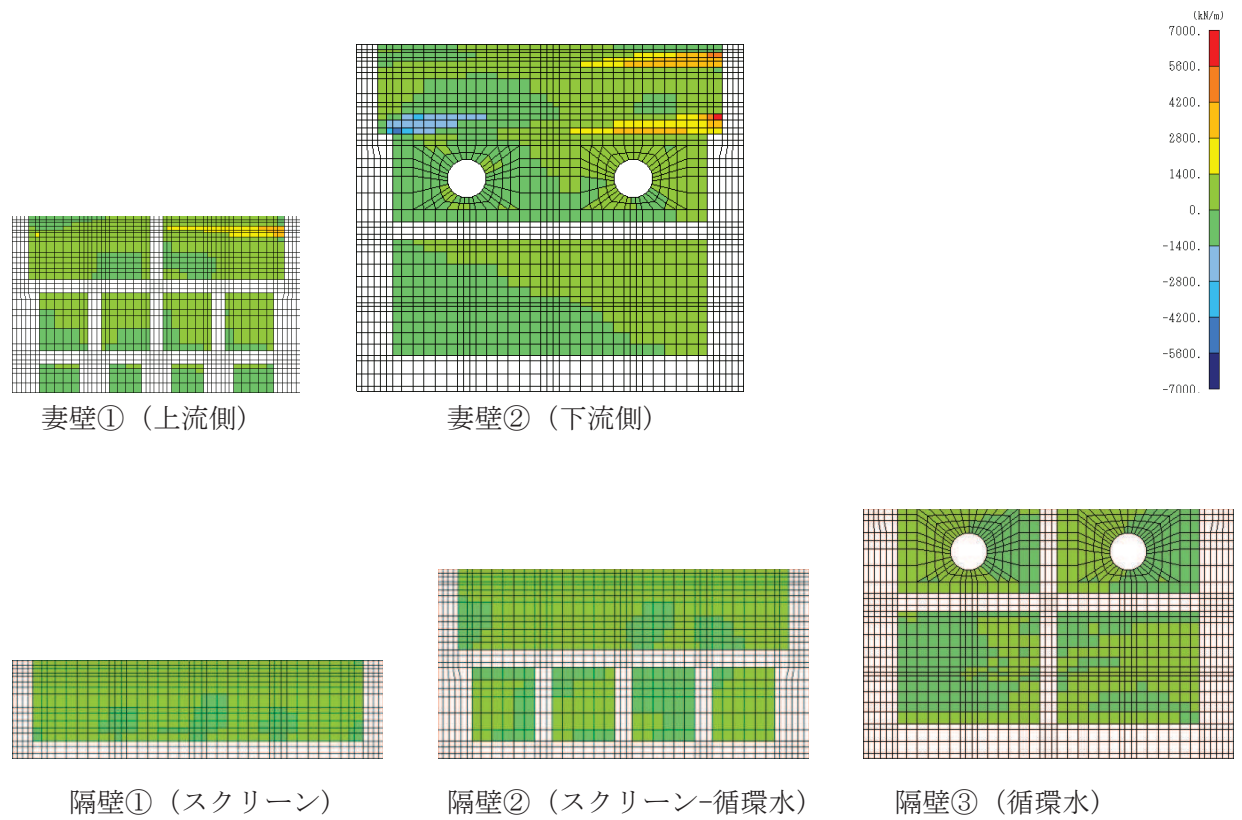 (kN/m)
7000.
5600.
4200.
2800.
1400.
0.
-1400.
-2800.
-4200.
-5600.
-7000.
妻壁①（上流側）
妻壁②（下流側）
隔壁①（スクリーン）
隔壁②（スクリーン-循環水）
隔壁③（循環水）